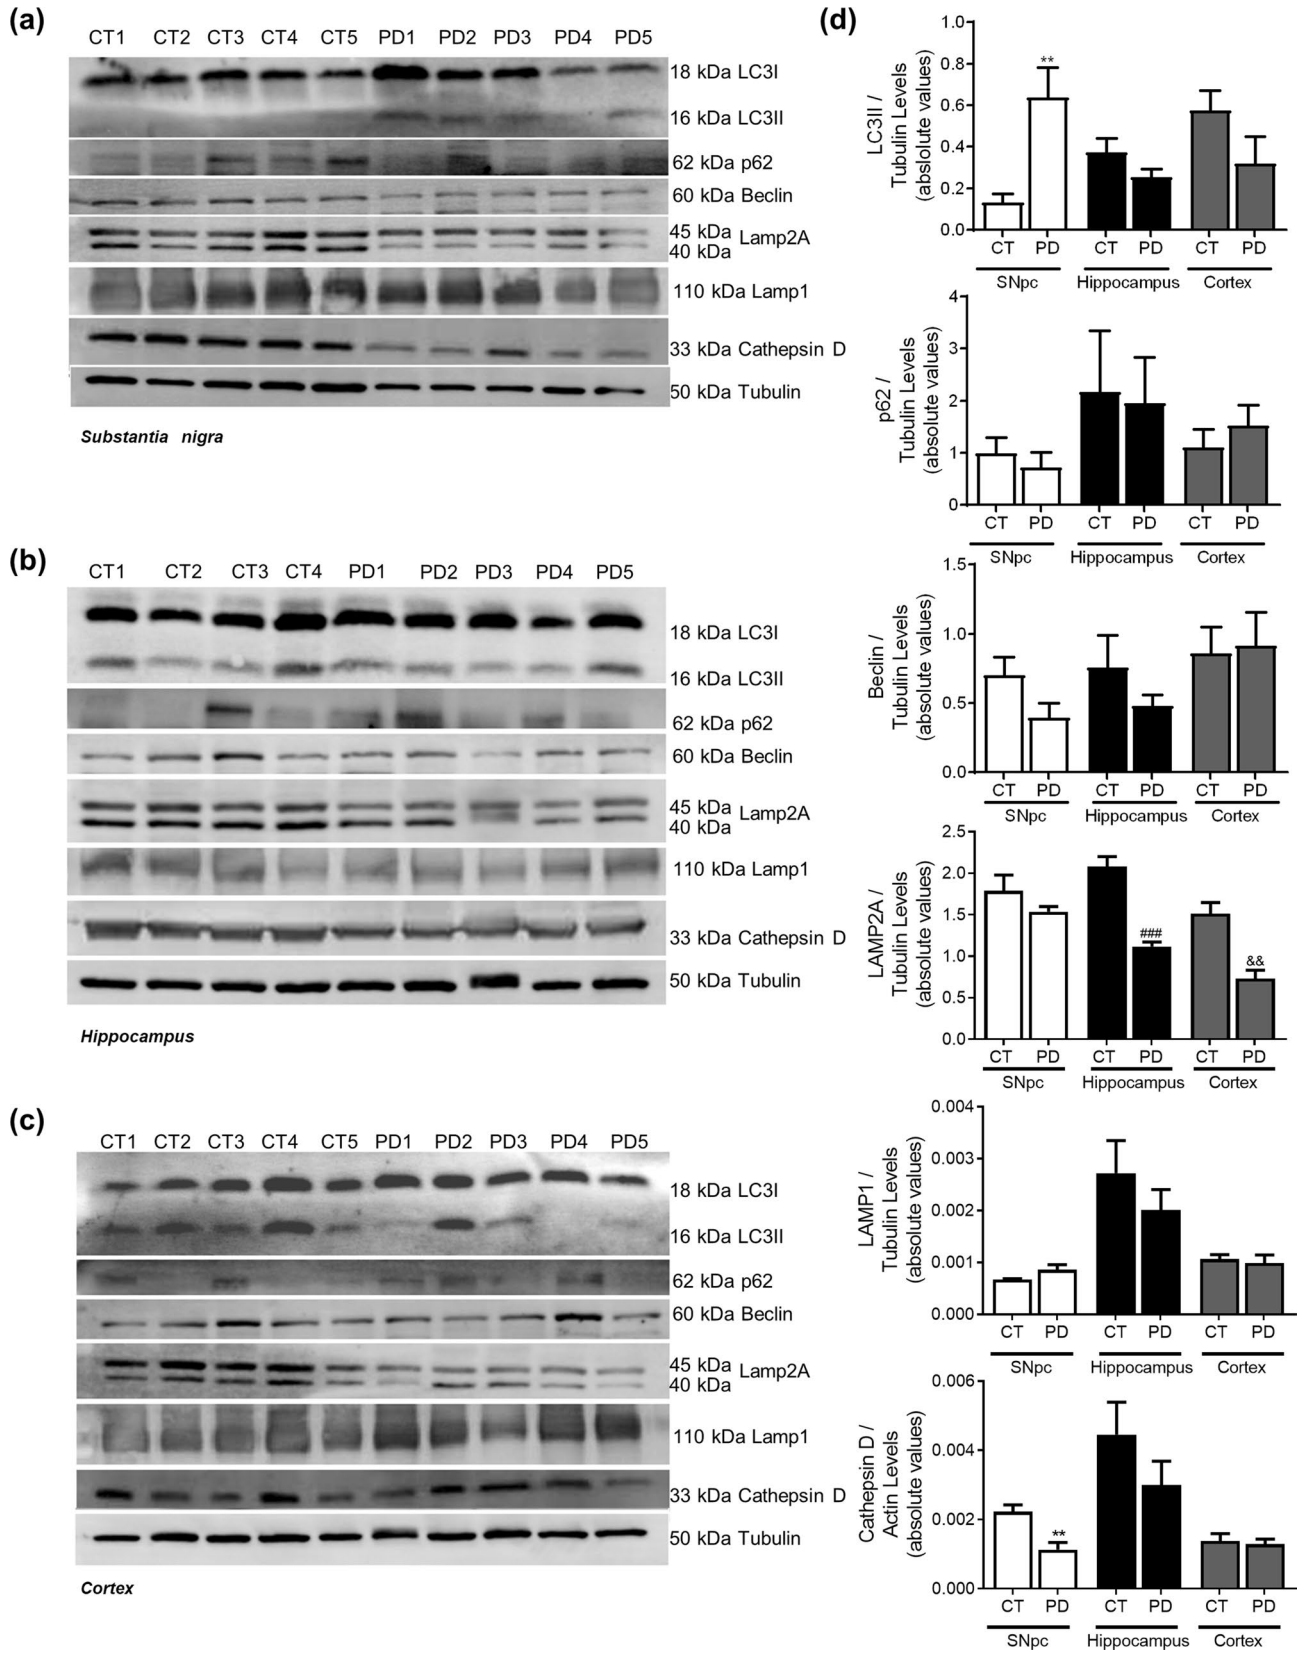 (a)
CT1 CT2 CT3 CT4 CT5 PD1 PD2 PD3 PD4 PD5
18 kDa LC3I
16 kDa LC3II
62 kDa p62
60 kDa Beclin
45 kDa
Lamp2A
40 kDa
110 kDa Lamp1
33 kDa Cathepsin D
50 kDa Tubulin
Substantia nigra
(b)
CT1 CT2 CT3 CT4 PD1 PD2 PD3 PD4 PD5
18 kDa LC3I
16 kDa LC3II
62 kDa p62
60 kDa Beclin
45 kDa
Lamp2A
40 kDa
110 kDa Lamp1
33 kDa Cathepsin D
50 kDa Tubulin
Hippocampus
(c)
CT1 CT2 CT3 CT4 CT5 PD1 PD2 PD3 PD4 PD5
18 kDa LC3I
16 kDa LC3II
62 kDa p62
60 kDa Beclin
45 kDa
Lamp2A
40 kDa
110 kDa Lamp1
33 kDa Cathepsin D
50 kDa Tubulin
Cortex
(d)
LC3II /
Tubulin Levels
(abslolute values)
1.0
0.8
0.6
0.4
0.2
0.0
**
CT PD CT PD CT PD
SNpc Hippocampus Cortex
p62 /
Tubulin Levels
(absolute values)
4
3
2
1
0
CT PD CT PD CT PD
SNpc Hippocampus Cortex
Beclin /
Tubulin Levels
(absolute values)
1.5
1.0
0.5
0.0
CT PD CT PD CT PD
SNpc Hippocampus Cortex
LAMP2A /
Tubulin Levels
(absolute values)
2.5
2.0
1.5
1.0
0.5
0.0
###
&&
CT PD CT PD CT PD
SNpc Hippocampus Cortex
LAMP1 /
Tubulin Levels
(absolute values)
0.004
0.003
0.002
0.001
0.000
CT PD CT PD CT PD
SNpc Hippocampus Cortex
Cathepsin D /
Actin Levels
(absolute values)
0.006
0.004
0.002
0.000
**
CT PD CT PD CT PD
SNpc Hippocampus Cortex